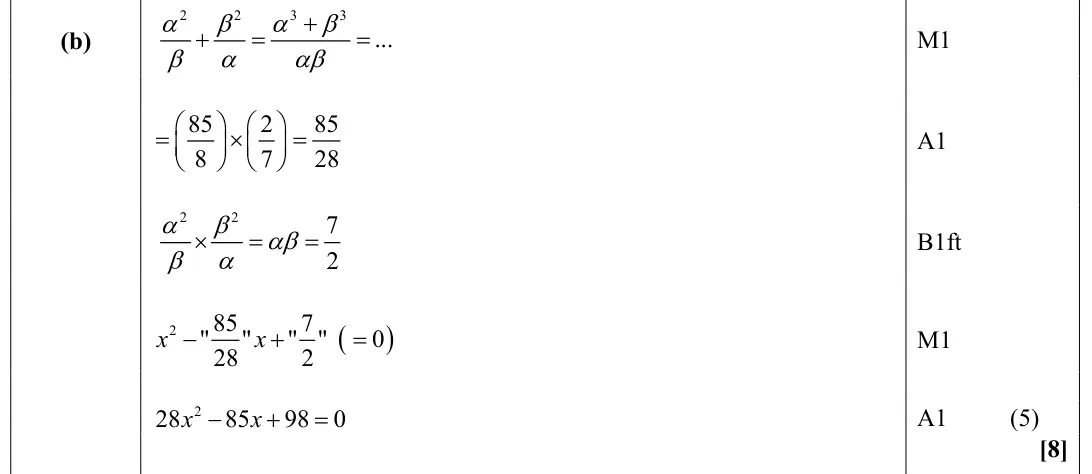 (b) α²/β + β²/α = (α³ + β³)/αβ = ... M1
= (85/8) × (2/7) = 85/28 A1
α²/β × β²/α = αβ = 7/2 B1ft
x² − "85/28" x + "7/2" ( = 0) M1
28x² − 85x + 98 = 0 A1 (5)
[8]